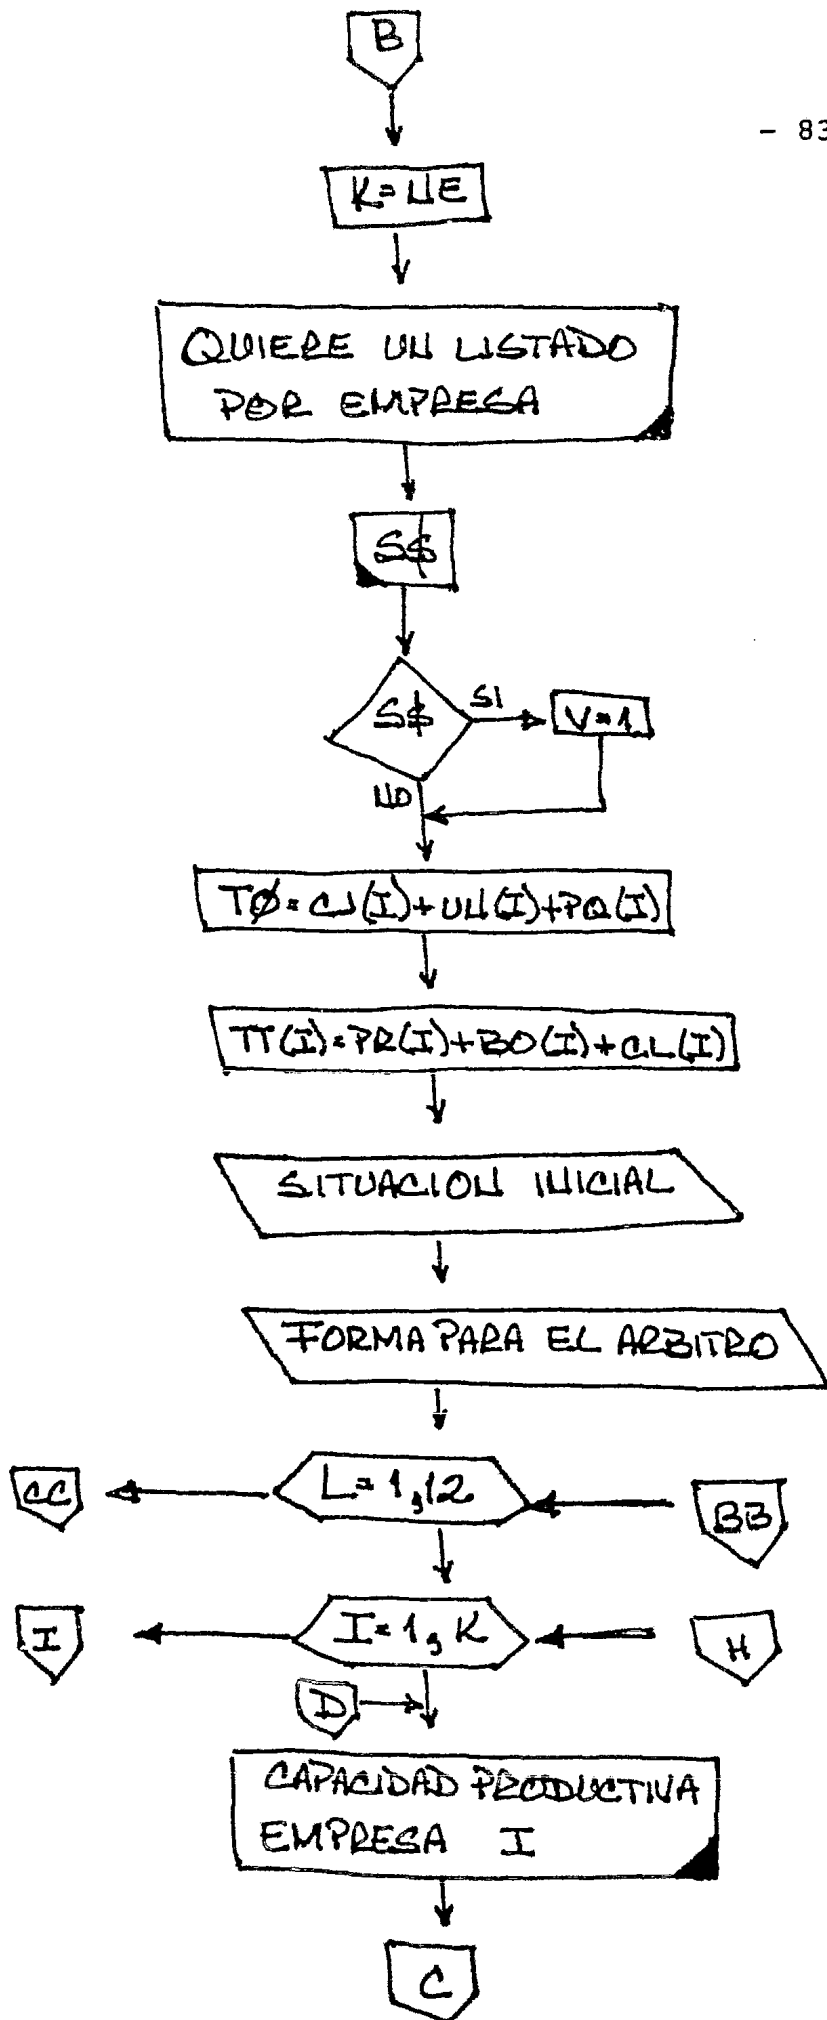 B
- 83
K=NE
QUIERE UN LISTADO
POR EMPRESA
S$
S$
SI
V=1
NO
TØ=CJ(I)+UN(I)+PQ(I)
TT(I)=PR(I)+BO(I)+CL(I)
SITUACION INICIAL
FORMA PARA EL ARBITRO
CC
L=1,12
BB
I
I=1,K
H
D
CAPACIDAD PRODUCTIVA
EMPRESA I
C